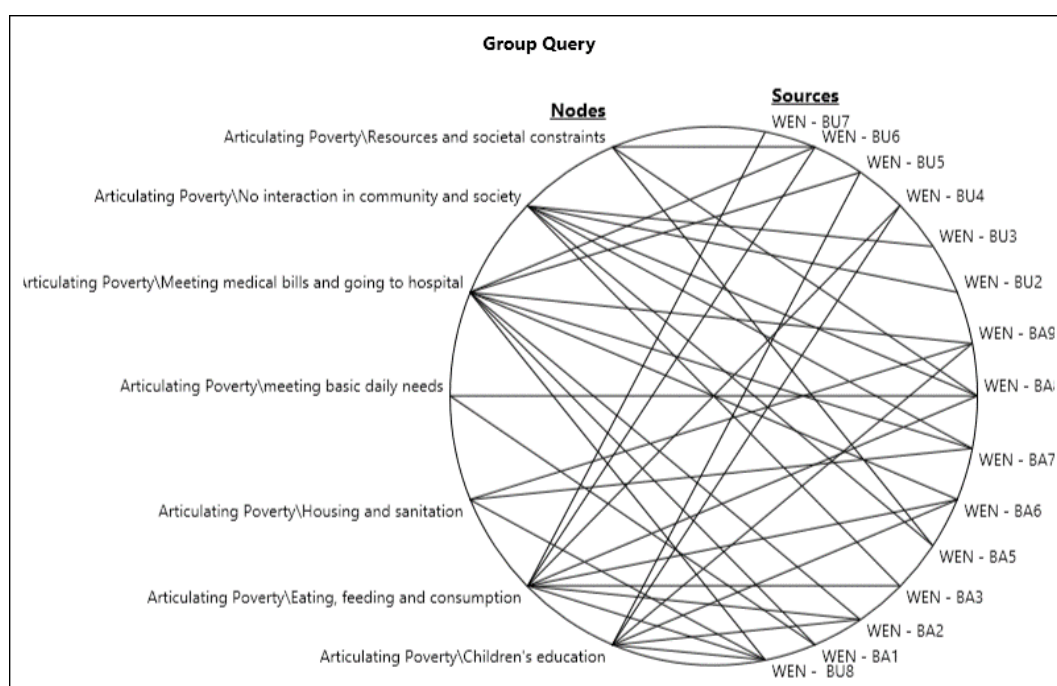 Group Query
Nodes
Sources
Articulating Poverty\Resources and societal constraints
Articulating Poverty\No interaction in community and society
Articulating Poverty\Meeting medical bills and going to hospital
Articulating Poverty\meeting basic daily needs
Articulating Poverty\Housing and sanitation
Articulating Poverty\Eating, feeding and consumption
Articulating Poverty\Children's education
WEN - BU7
WEN - BU6
WEN - BU5
WEN - BU4
WEN - BU3
WEN - BU2
WEN - BA9
WEN - BA
WEN - BA7
WEN - BA6
WEN - BA5
WEN - BA3
WEN - BA2
WEN - BA1
WEN - BU8